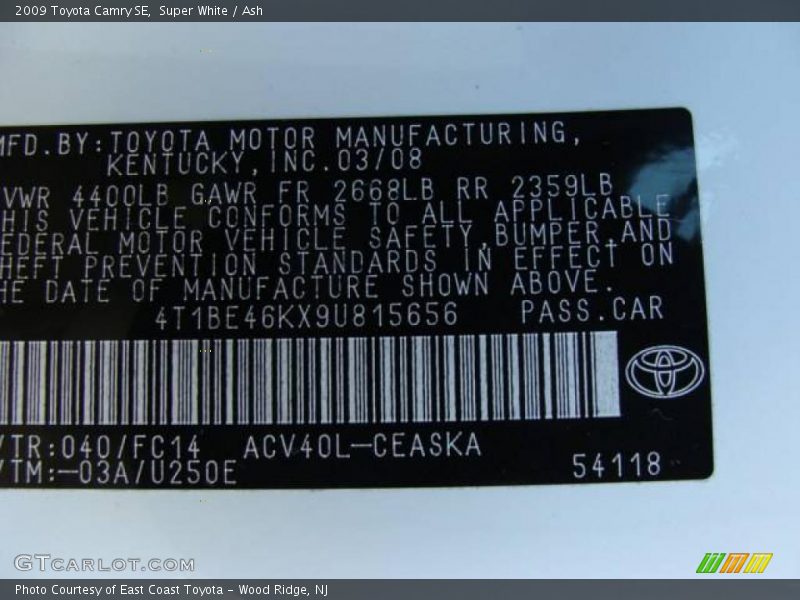 2009 Toyota Camry SE, Super White / Ash
MFD.BY:TOYOTA MOTOR MANUFACTURING,
KENTUCKY,INC.03/08
VWR 4400LB GAWR FR 2668LB RR 2359LB
HIS VEHICLE CONFORMS TO ALL APPLICABLE
EDERAL MOTOR VEHICLE SAFETY,BUMPER,AND
HEFT PREVENTION STANDARDS IN EFFECT ON
HE DATE OF MANUFACTURE SHOWN ABOVE.
4T1BE46KX9U815656 PASS.CAR
/TR:040/FC14 ACV40L-CEASKA
/TM:-03A/U250E
54118
GTCARLOT.COM
Photo Courtesy of East Coast Toyota - Wood Ridge, NJ